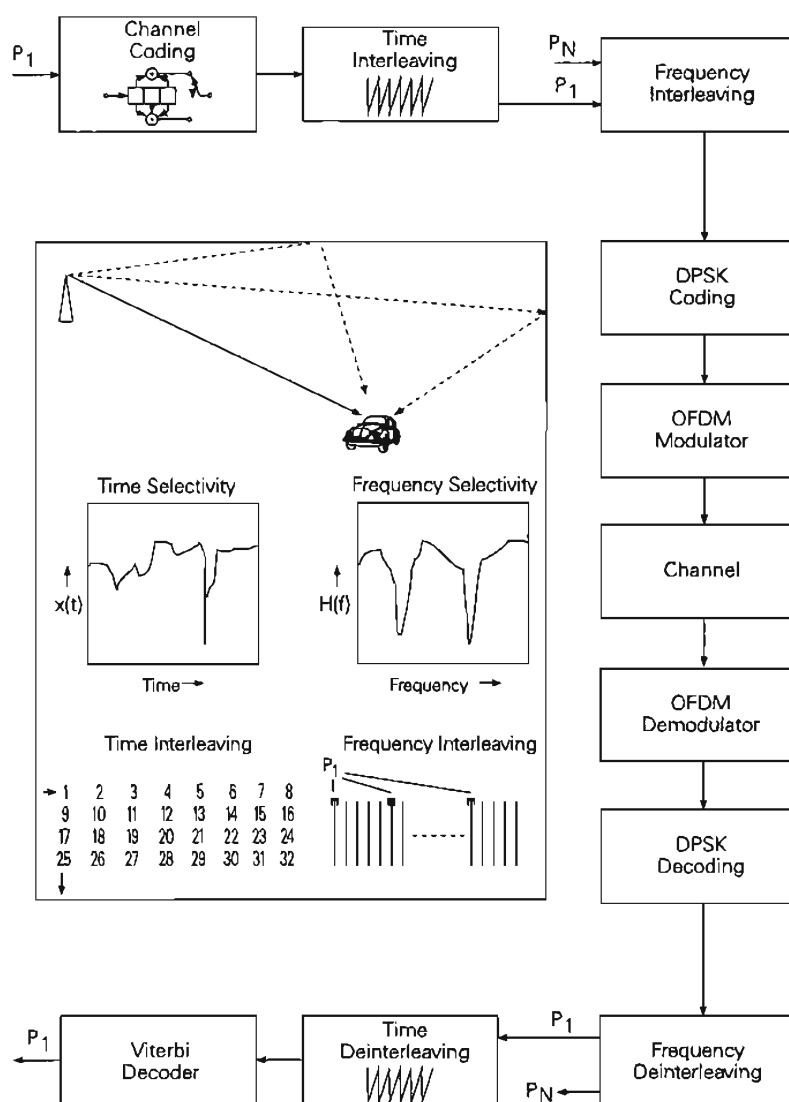 P1
Channel
Coding
Time
Interleaving
PN
P1
Frequency
Interleaving
DPSK
Coding
OFDM
Modulator
Channel
OFDM
Demodulator
DPSK
Decoding
Time Selectivity
Frequency Selectivity
x(t)
H(f)
Time
Frequency
Time Interleaving
Frequency Interleaving
P1
1 2 3 4 5 6 7 8
9 10 11 12 13 14 15 16
17 18 19 20 21 22 23 24
25 26 27 28 29 30 31 32
P1
Viterbi
Decoder
Time
Deinterleaving
P1
PN
Frequency
Deinterleaving